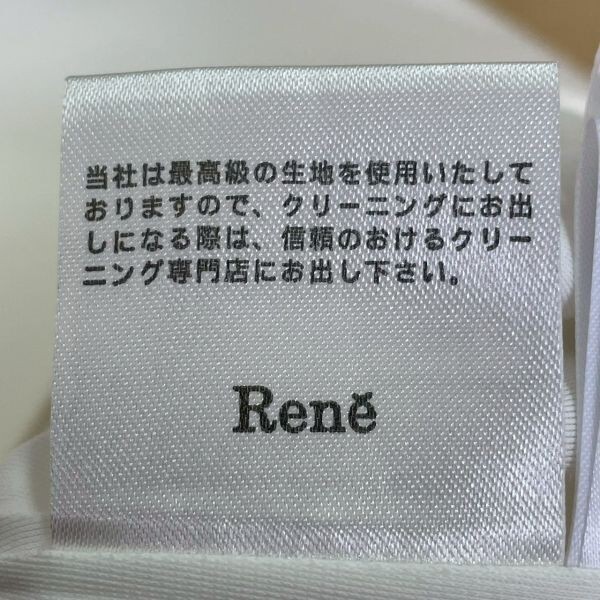 当社は最高級の生地を使用いたして
おりますので、クリーニングにお出
しになる際は、信頼のおけるクリー
ニング専門店にお出し下さい。
René